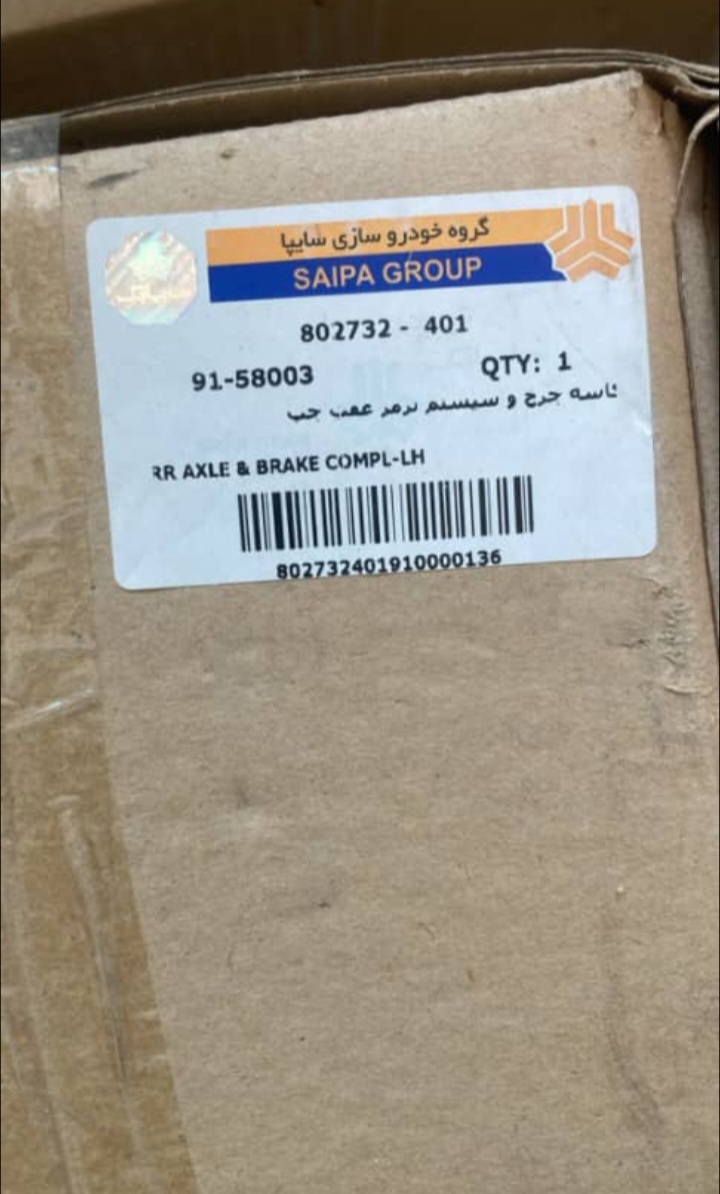 گروه خودرو سازی سایپا
SAIPA GROUP
802732 - 401
91-58003 QTY: 1
کاسه چرخ و سیستم ترمز عقب چپ
RR AXLE & BRAKE COMPL-LH
802732401910000136